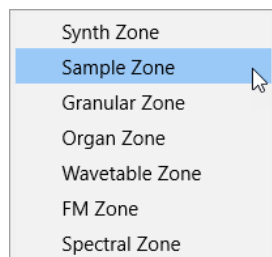 Synth Zone
Sample Zone
Granular Zone
Organ Zone
Wavetable Zone
FM Zone
Spectral Zone